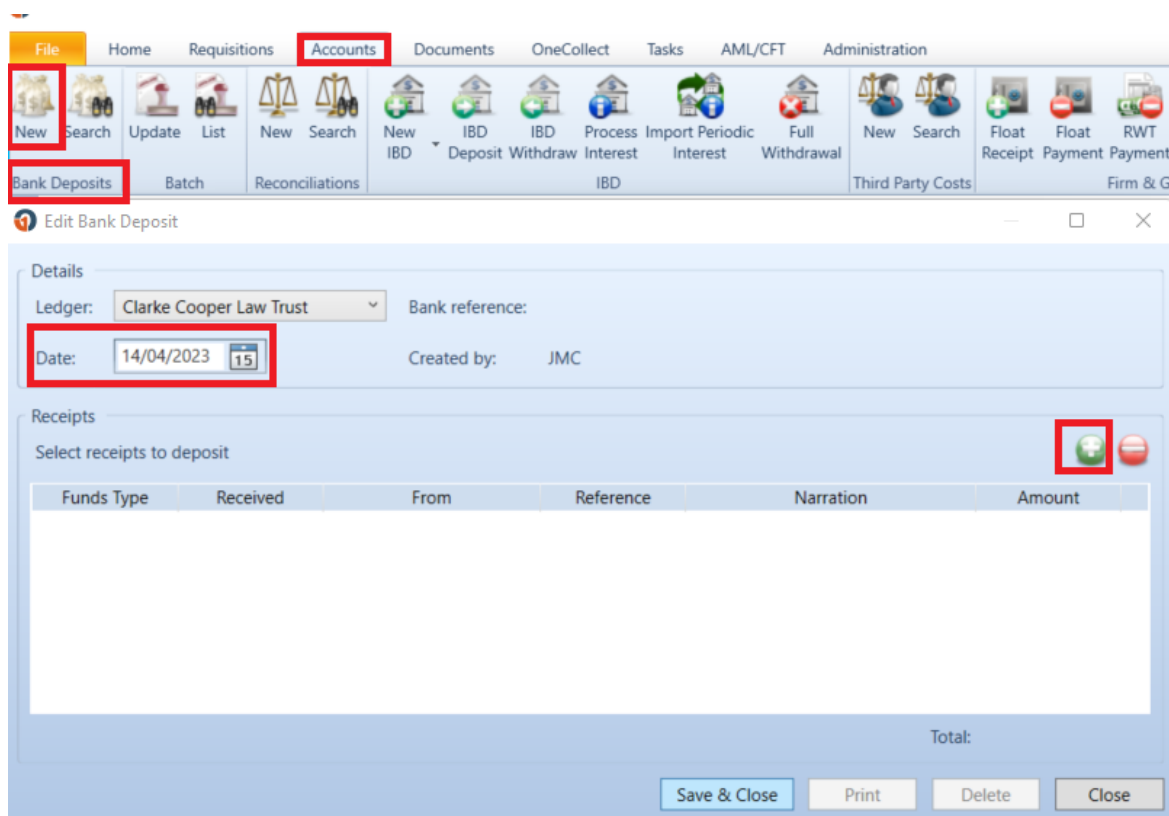 File Home Requisitions Accounts Documents OneCollect Tasks AML/CFT Administration
New Search Update List New Search New IBD IBD Deposit IBD Withdraw Process Interest Import Periodic Interest Full Withdrawal New Search Float Receipt Float Payment RWT Payment
Bank Deposits Batch Reconciliations IBD Third Party Costs Firm & G
Edit Bank Deposit
Details
Ledger: Clarke Cooper Law Trust Bank reference:
Date: 14/04/2023 15 Created by: JMC
Receipts
Select receipts to deposit
Funds Type Received From Reference Narration Amount
Total:
Save & Close Print Delete Close